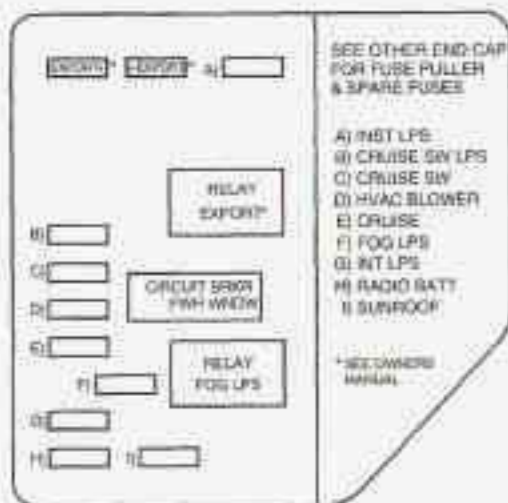 EXPORT* EXPORT* A)
SEE OTHER END CAP
FOR FUSE PULLER
& SPARE FUSES
RELAY
EXPORT*
B)
C)
CIRCUIT BRKR
PWR WNDW
D)
E)
RELAY
FOG LPS
F)
G)
H) I)
A) INST LPS
B) CRUISE SW LPS
C) CRUISE SW
D) HVAC BLOWER
E) CRUISE
F) FOG LPS
G) INT LPS
H) RADIO BATT
I) SUNROOF
* SEE OWNERS
MANUAL